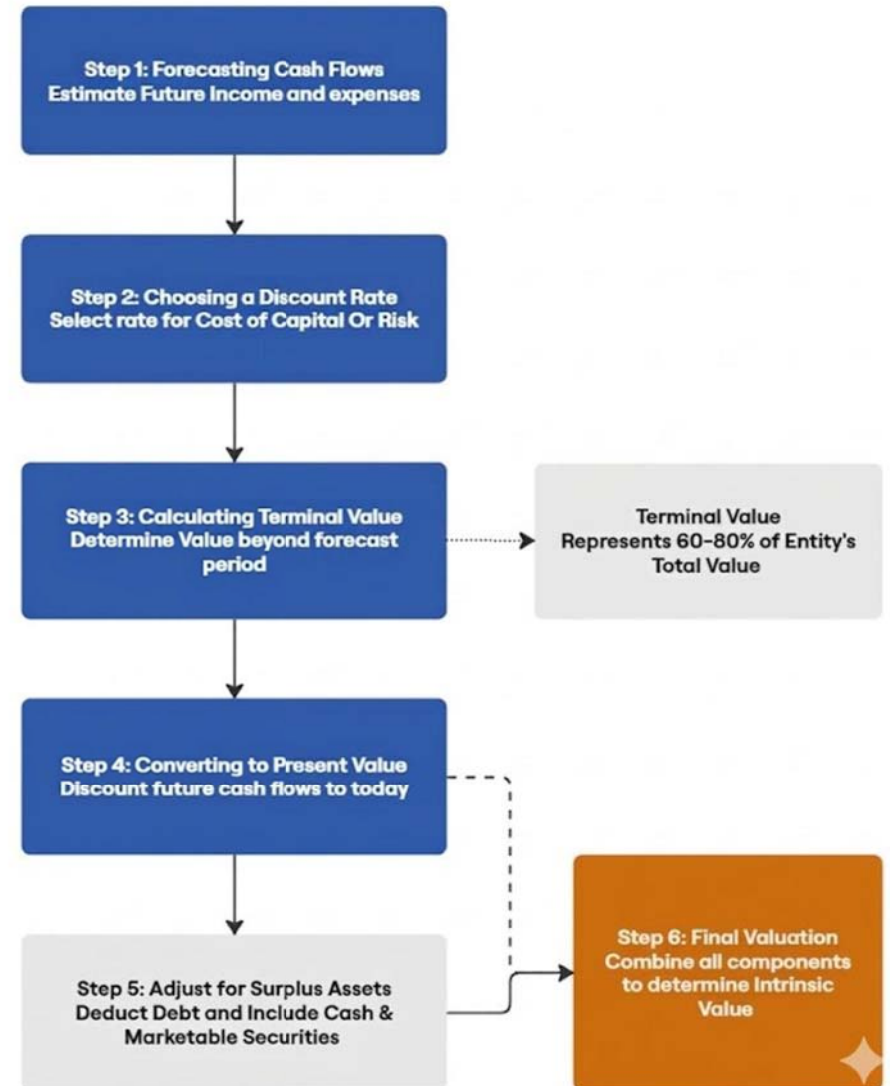 Step 1: Forecasting Cash Flows
Estimate Future Income and expenses
Step 2: Choosing a Discount Rate
Select rate for Cost of Capital Or Risk
Step 3: Calculating Terminal Value
Determine Value beyond forecast
period
Terminal Value
Represents 60-80% of Entity's
Total Value
Step 4: Converting to Present Value
Discount future cash flows to today
Step 5: Adjust for Surplus Assets
Deduct Debt and Include Cash &
Marketable Securities
Step 6: Final Valuation
Combine all components
to determine Intrinsic
Value